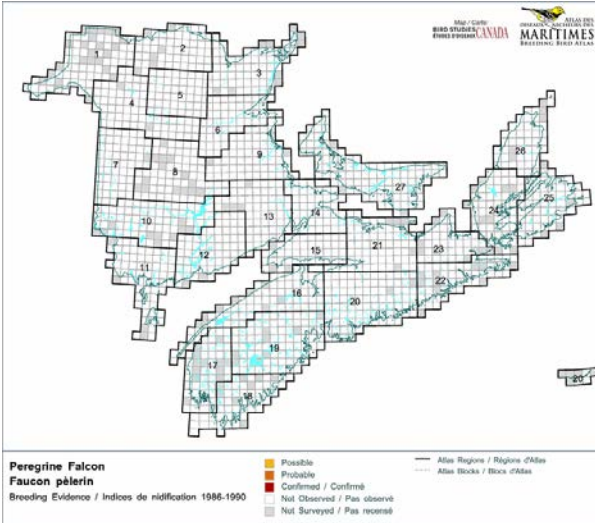 Map / Carte:
BIRD STUDIES
ÉTUDES D'OISEAUX CANADA
ATLAS DES
OISEAUX NICHEURS DES
MARITIMES
BREEDING BIRD ATLAS
1
2
3
4
5
6
7
8
9
10
11
12
13
14
15
16
17
18
19
20
21
22
23
24
25
26
27
20
Peregrine Falcon
Faucon pèlerin
Breeding Evidence / Indices de nidification 1986-1990
Possible
Probable
Confirmed / Confirmé
Not Observed / Pas observé
Not Surveyed / Pas recensé
Atlas Regions / Régions d'Atlas
Atlas Blocks / Blocs d'Atlas